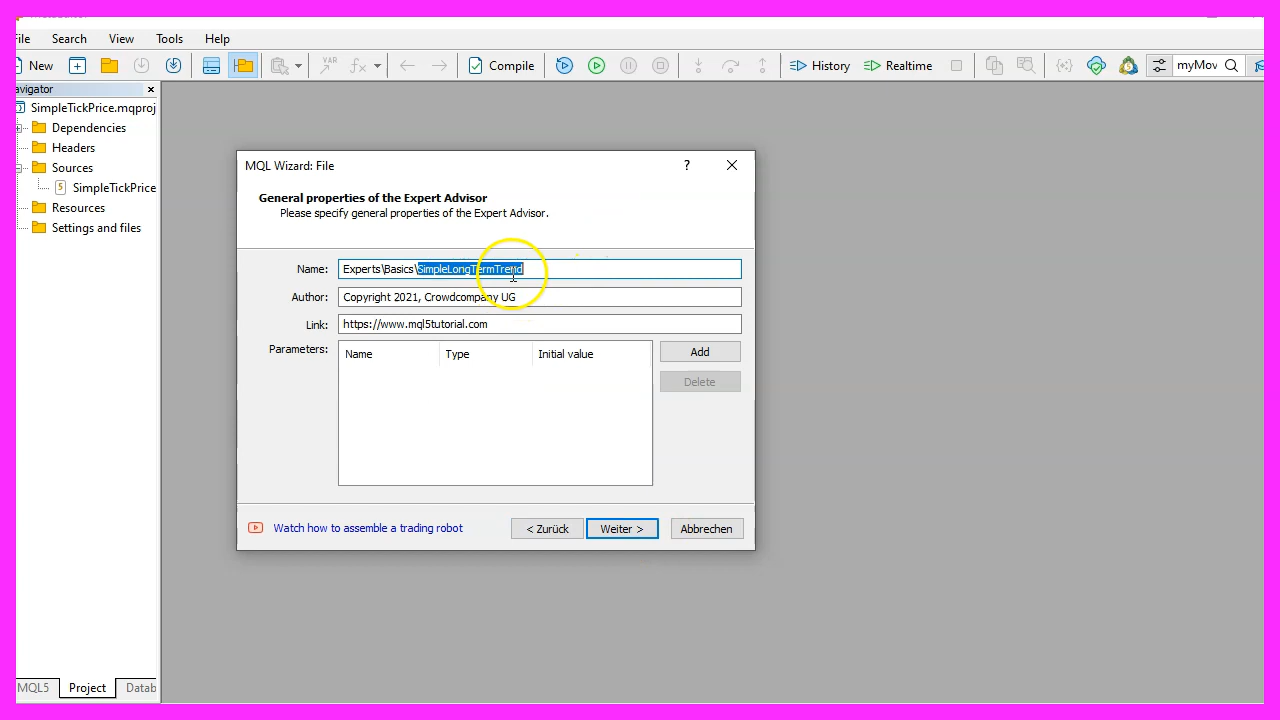 File Search View Tools Help
New VAR fx Compile History Realtime myMov
avigator
SimpleTickPrice.mqproj
Dependencies
Headers
Sources
5 SimpleTickPrice
Resources
Settings and files
MQL Wizard: File ?
General properties of the Expert Advisor
Please specify general properties of the Expert Advisor.
Name: Experts\Basics\SimpleLongTermTrend
Author: Copyright 2021, Crowdcompany UG
Link: https://www.mql5tutorial.com
Parameters: Name Type Initial value Add
Delete
Watch how to assemble a trading robot < Zurück Weiter > Abbrechen
MQL5 Project Datab